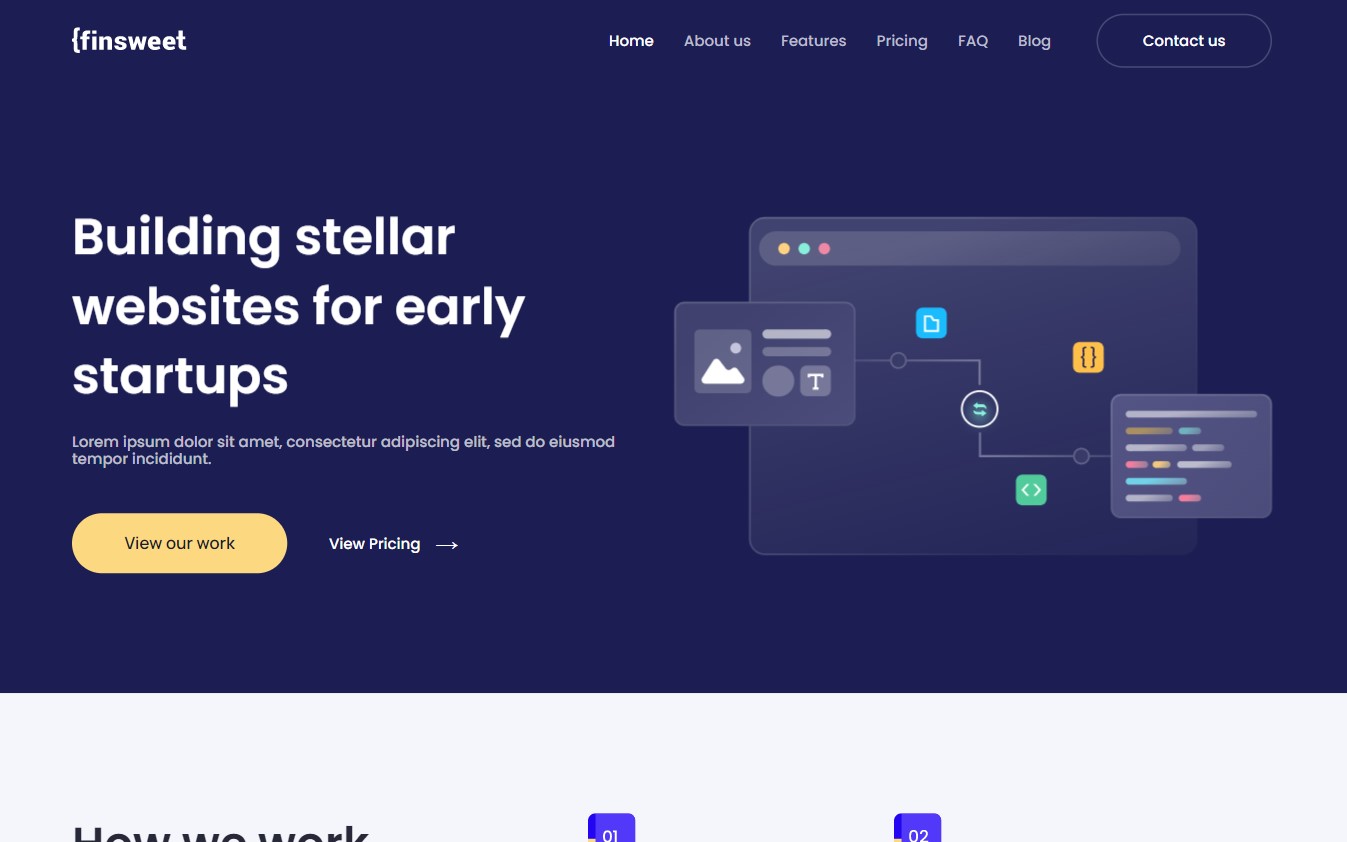 {finsweet
Home About us Features Pricing FAQ Blog Contact us
Building stellar
websites for early
startups
Lorem ipsum dolor sit amet, consectetur adipiscing elit, sed do eiusmod
tempor incididunt.
View our work View Pricing
T
{}
<>
How we work
01
02